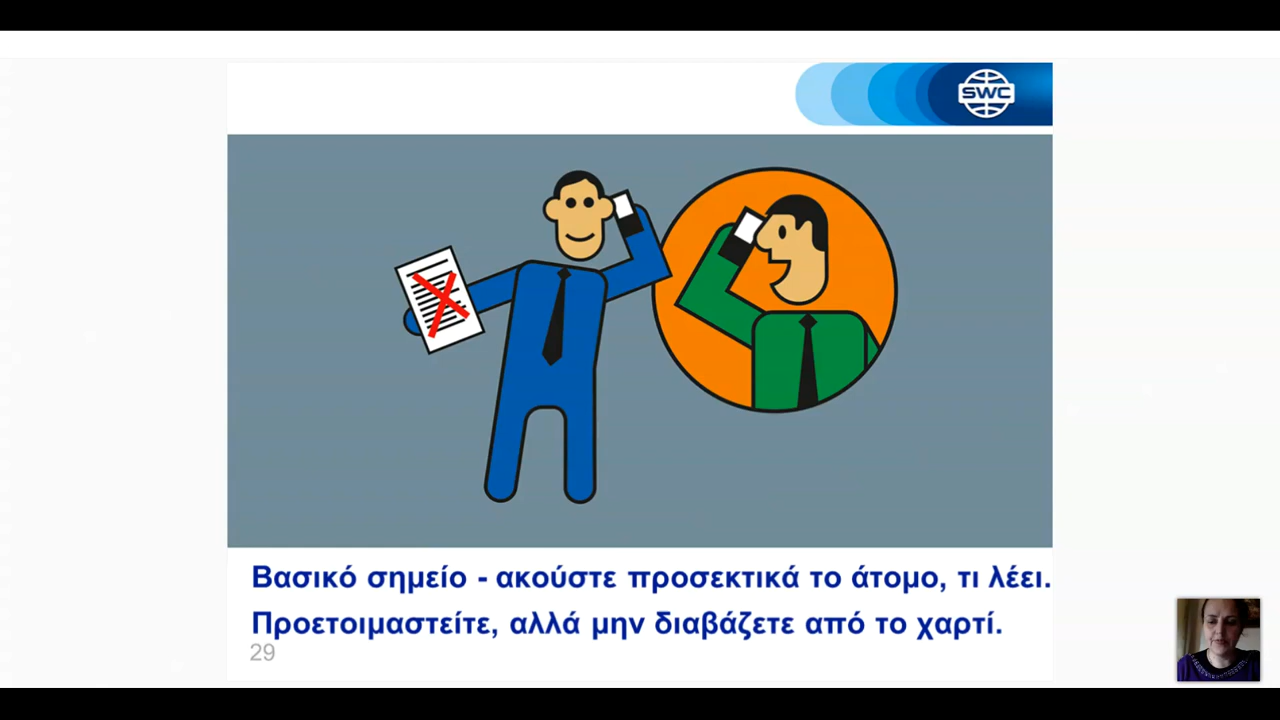 SWC
Βασικό σημείο - ακούστε προσεκτικά το άτομο, τι λέει.
Προετοιμαστείτε, αλλά μην διαβάζετε από το χαρτί.
29